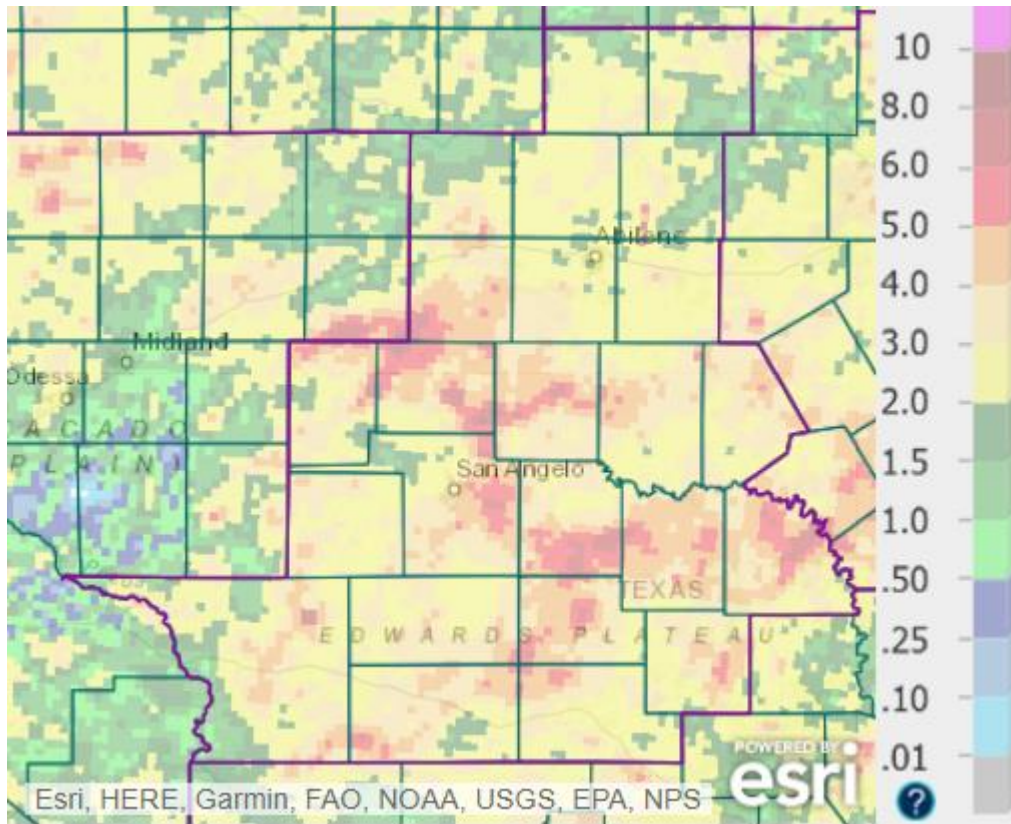 10
8.0
6.0
5.0
4.0
3.0
2.0
1.5
1.0
.50
.25
.10
.01
Abilene
Midland
Odessa
A C A D O
P L A I N )
San Angelo
TEXAS
E D W A R D S P L A T E A U
POWERED BY
esri
Esri, HERE, Garmin, FAO, NOAA, USGS, EPA, NPS
?